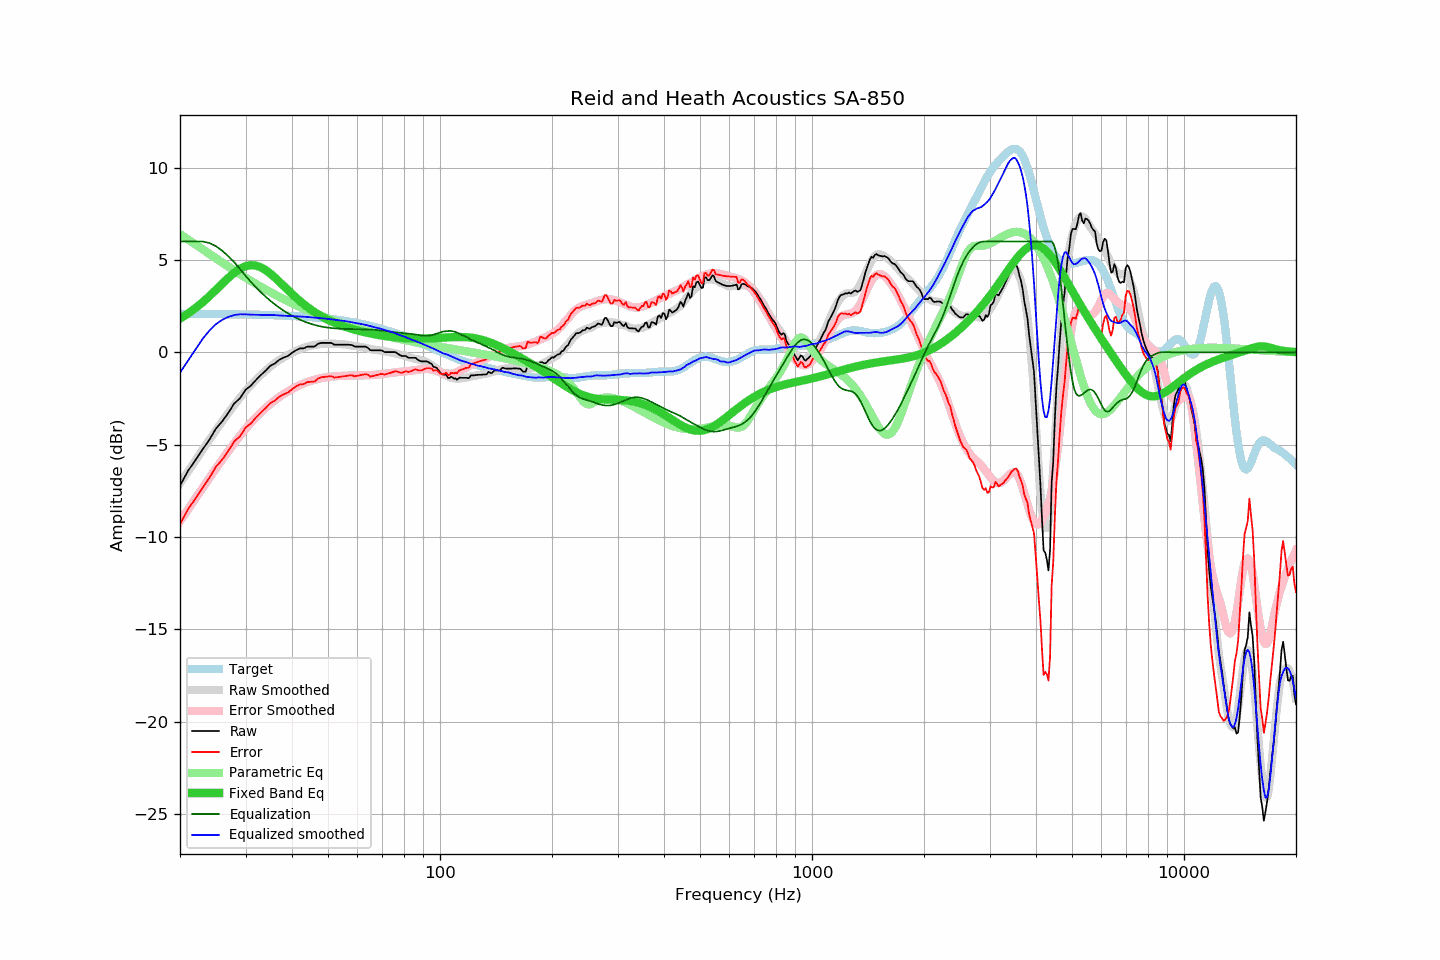 Reid and Heath Acoustics SA-850
Amplitude (dBr)
10
5
0
−5
−10
−15
−20
−25
Target
Raw Smoothed
Error Smoothed
Raw
Error
Parametric Eq
Fixed Band Eq
Equalization
Equalized smoothed
100
1000
10000
Frequency (Hz)